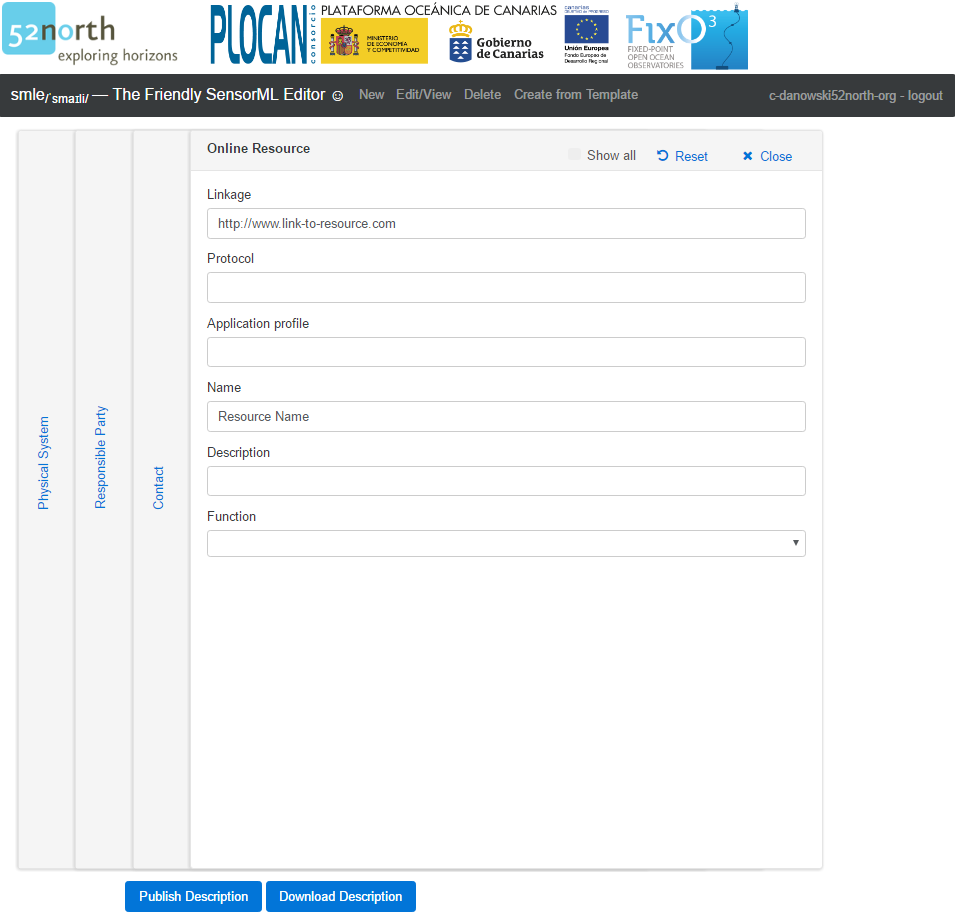 52north
exploring horizons
PLOCAN
consorcio
PLATAFORMA OCEÁNICA DE CANARIAS
MINISTERIO
DE ECONOMÍA
Y COMPETITIVIDAD
Gobierno
de Canarias
canarias
Unión Europea
Fondo Europeo de
Desarrollo Regional
FixO3
FIXED-POINT
OPEN OCEAN
OBSERVATORIES
smle/ˈsmaɪli/ — The Friendly SensorML Editor ☺ New Edit/View Delete Create from Template c-danowski52north-org - logout
Physical System
Responsible Party
Contact
Online Resource
Show all Reset Close
Linkage
http://www.link-to-resource.com
Protocol
Application profile
Name
Resource Name
Description
Function
Publish Description Download Description